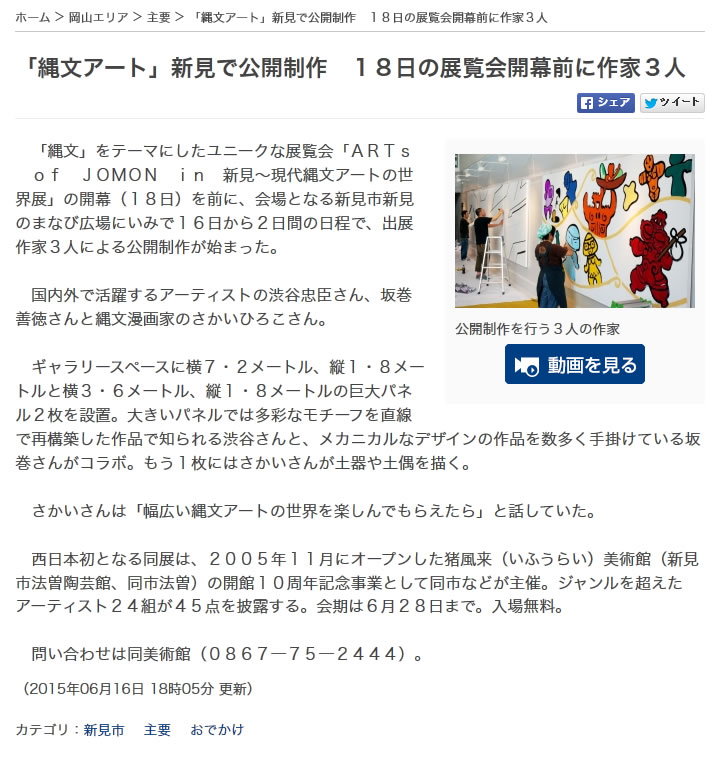 ホーム > 岡山エリア > 主要 > 「縄文アート」新見で公開制作　１８日の展覧会開幕前に作家３人
「縄文アート」新見で公開制作　１８日の展覧会開幕前に作家３人
シェア
ツイート
「縄文」をテーマにしたユニークな展覧会「ＡＲＴｓ
ｏｆ　ＪＯＭＯＮ　ｉｎ　新見～現代縄文アートの世
界展」の開幕（１８日）を前に、会場となる新見市新見
のまなび広場にいみで１６日から２日間の日程で、出展
作家３人による公開制作が始まった。
国内外で活躍するアーティストの渋谷忠臣さん、坂巻
善徳さんと縄文漫画家のさかいひろこさん。
公開制作を行う３人の作家
動画を見る
ギャラリースペースに横７・２メートル、縦１・８メー
トルと横３・６メートル、縦１・８メートルの巨大パネ
ル２枚を設置。大きいパネルでは多彩なモチーフを直線
で再構築した作品で知られる渋谷さんと、メカニカルなデザインの作品を数多く手掛けている坂
巻さんがコラボ。もう１枚にはさかいさんが土器や土偶を描く。
さかいさんは「幅広い縄文アートの世界を楽しんでもらえたら」と話していた。
西日本初となる同展は、２００５年１１月にオープンした猪風来（いふうらい）美術館（新見
市法曽陶芸館、同市法曽）の開館１０周年記念事業として同市などが主催。ジャンルを超えた
アーティスト２４組が４５点を披露する。会期は６月２８日まで。入場無料。
問い合わせは同美術館（０８６７―７５―２４４４）。
（2015年06月16日 18時05分 更新）
カテゴリ：新見市　主要　おでかけ